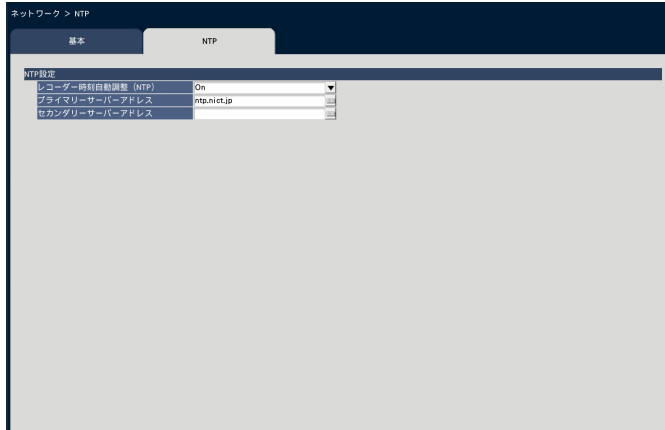 ネットワーク > NTP
基本
NTP
NTP設定
レコーダー時刻自動調整（NTP） On
プライマリーサーバーアドレス ntp.nict.jp
セカンダリーサーバーアドレス